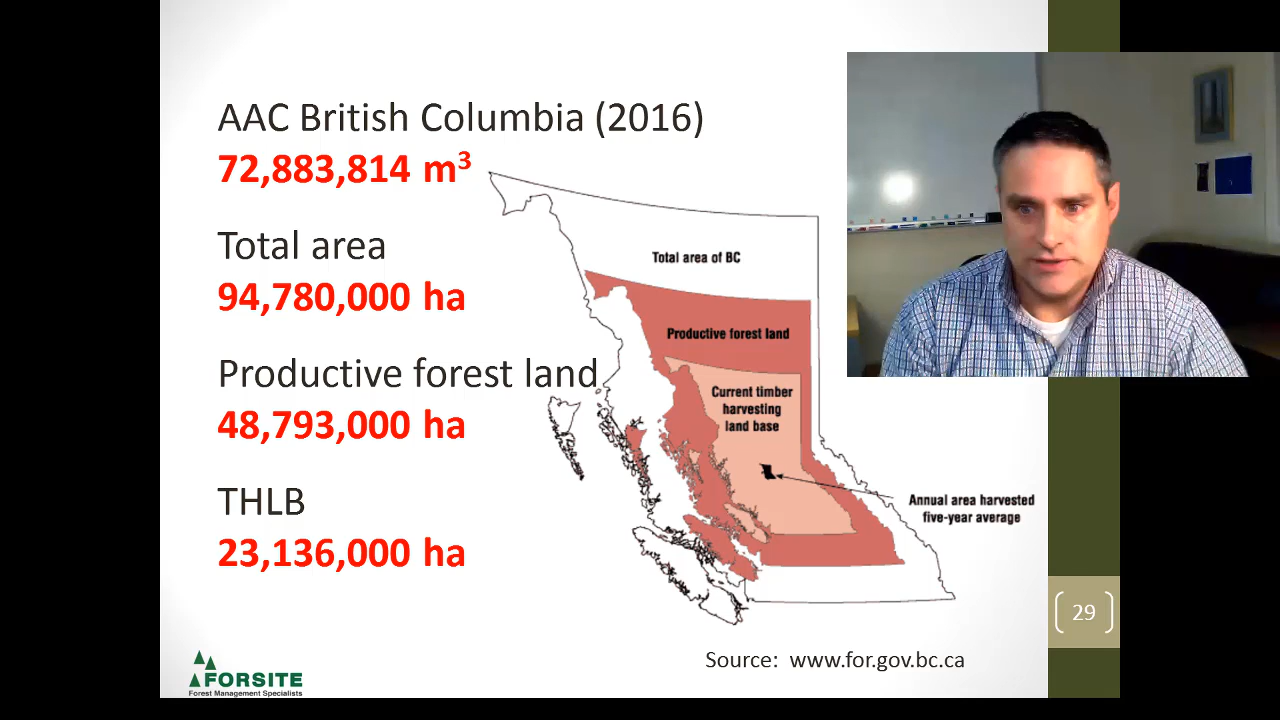 AAC British Columbia (2016)
72,883,814 m³
Total area
94,780,000 ha
Productive forest land
48,793,000 ha
THLB
23,136,000 ha
Total area of BC
Productive forest land
Current timber
harvesting
land base
Annual area harvested
five-year average
29
Source: www.for.gov.bc.ca
FORSITE
Forest Management Specialists